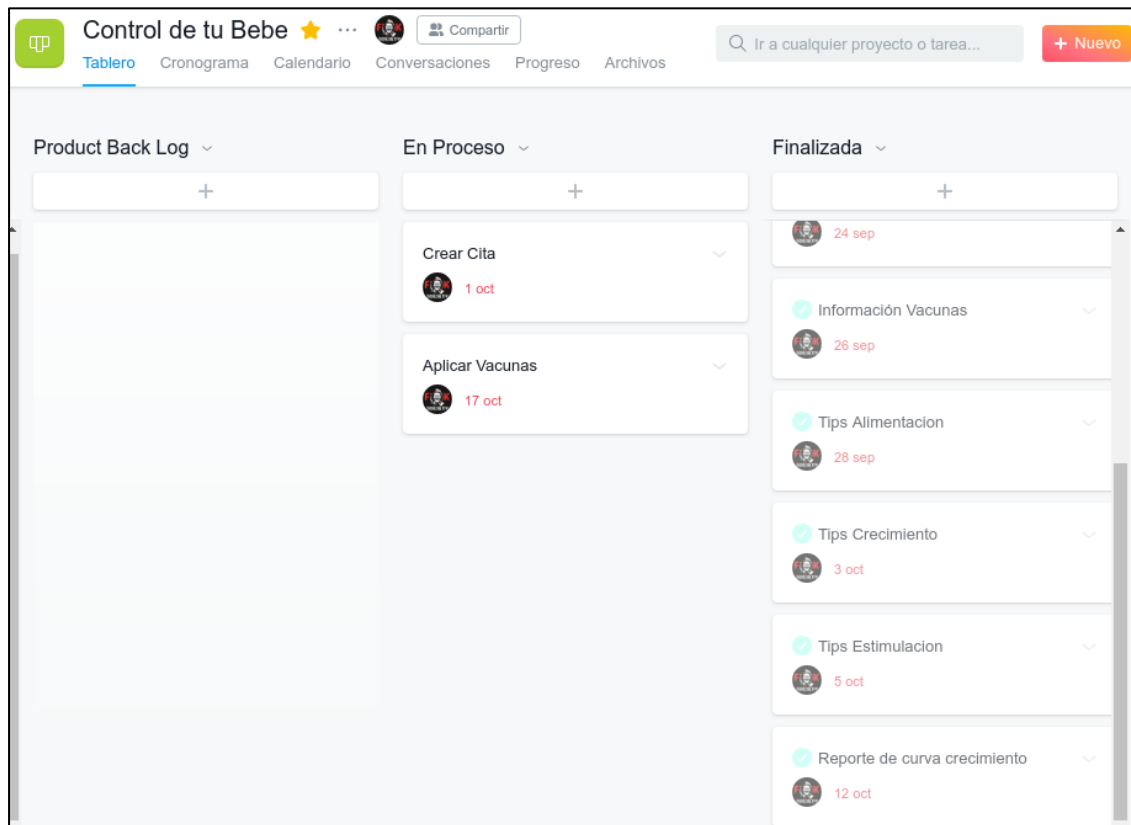 Control de tu Bebe
Compartir
Ir a cualquier proyecto o tarea...
+ Nuevo
Tablero Cronograma Calendario Conversaciones Progreso Archivos
Product Back Log
En Proceso
Finalizada
Crear Cita
1 oct
Aplicar Vacunas
17 oct
24 sep
Información Vacunas
26 sep
Tips Alimentacion
28 sep
Tips Crecimiento
3 oct
Tips Estimulacion
5 oct
Reporte de curva crecimiento
12 oct